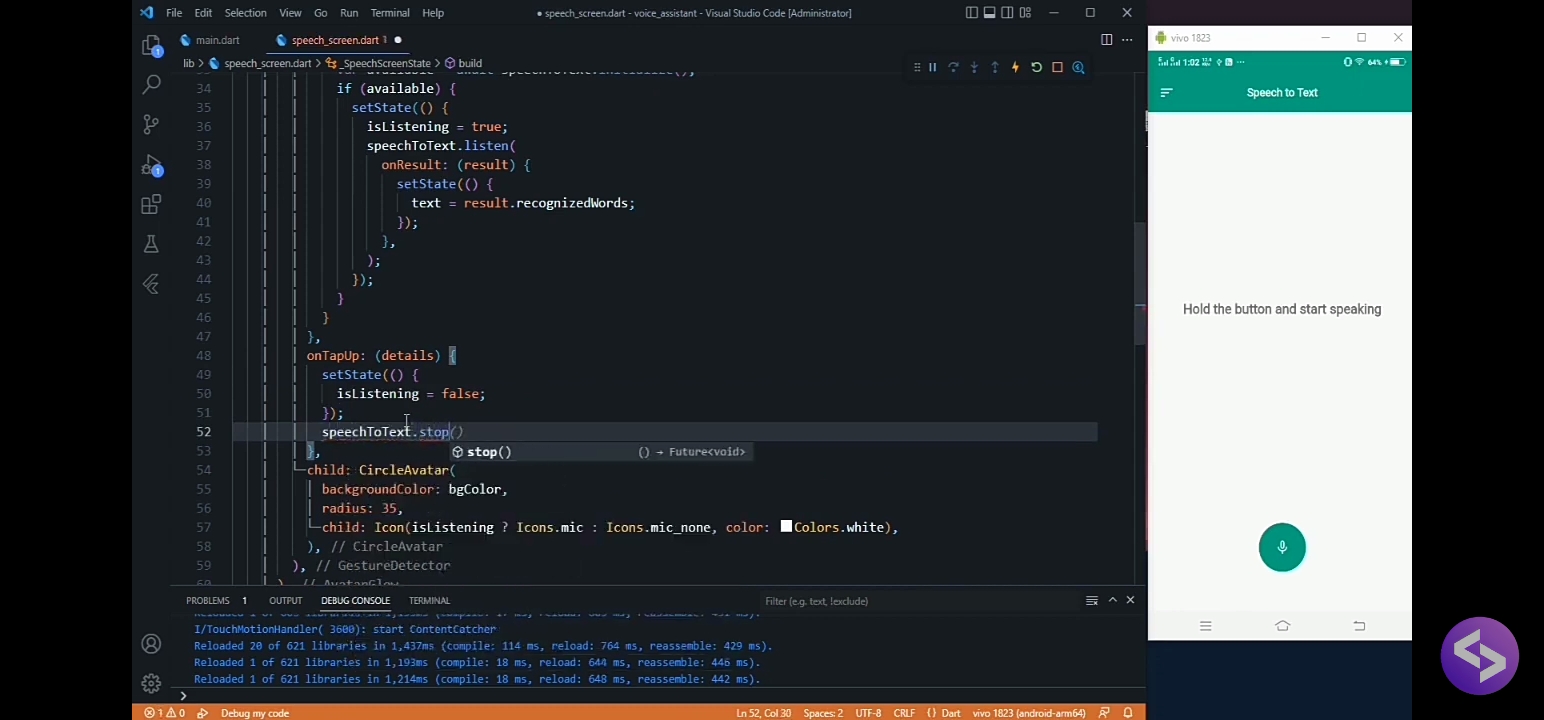 File Edit Selection View Go Run Terminal Help
● speech_screen.dart - voice_assistant - Visual Studio Code [Administrator]
main.dart
speech_screen.dart 1 ●
lib > speech_screen.dart > _SpeechScreenState > build
34 if (available) {
35 setState(() {
36 isListening = true;
37 speechToText.listen(
38 onResult: (result) {
39 setState(() {
40 text = result.recognizedWords;
41 });
42 },
43 );
44 });
45 }
46 }
47 },
48 onTapUp: (details) {
49 setState(() {
50 isListening = false;
51 });
52 speechToText.stop()
stop() () → Future<void>
53 },
54 child: CircleAvatar(
55 backgroundColor: bgColor,
56 radius: 35,
57 child: Icon(isListening ? Icons.mic : Icons.mic_none, color: Colors.white),
58 ), // CircleAvatar
59 ), // GestureDetector
60 ) // AvatarGlow
PROBLEMS 1 OUTPUT DEBUG CONSOLE TERMINAL
Filter (e.g. text, !exclude)
I/TouchMotionHandler( 3600): start ContentCatcher
Reloaded 20 of 621 libraries in 1,437ms (compile: 114 ms, reload: 764 ms, reassemble: 429 ms).
Reloaded 1 of 621 libraries in 1,193ms (compile: 18 ms, reload: 644 ms, reassemble: 446 ms).
Reloaded 1 of 621 libraries in 1,214ms (compile: 18 ms, reload: 648 ms, reassemble: 442 ms).
>
1 0 Debug my code
Ln 52, Col 30 Spaces: 2 UTF-8 CRLF {} Dart vivo 1823 (android-arm64)
vivo 1823
1:02
64%
Speech to Text
Hold the button and start speaking